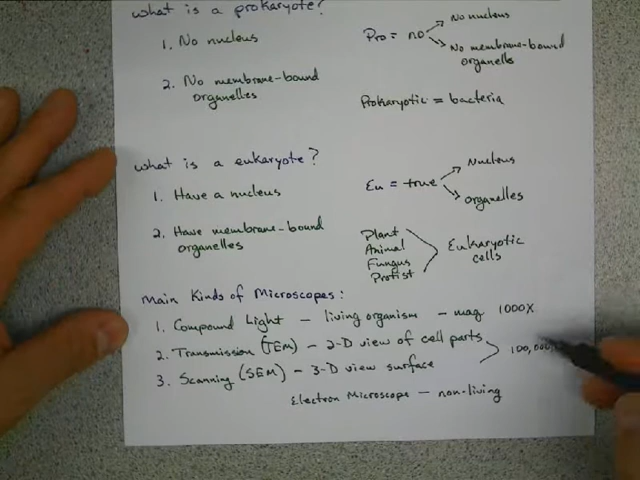 what is a prokaryote?
1. No nucleus
2. No membrane-bound
organelles
Pro = no
No nucleus
No membrane-bound
organelles
Prokaryotic = bacteria
what is a eukaryote?
1. Have a nucleus
2. Have membrane-bound
organelles
Eu = true
Nucleus
organelles
Plant
Animal
Fungus
Protist
Eukaryotic
cells
Main Kinds of Microscopes:
1. Compound Light - living organism - mag 1000X
2. Transmission (TEM) - 2-D view of cell parts
3. Scanning (SEM) - 3-D view surface
Electron Microscope - non-living